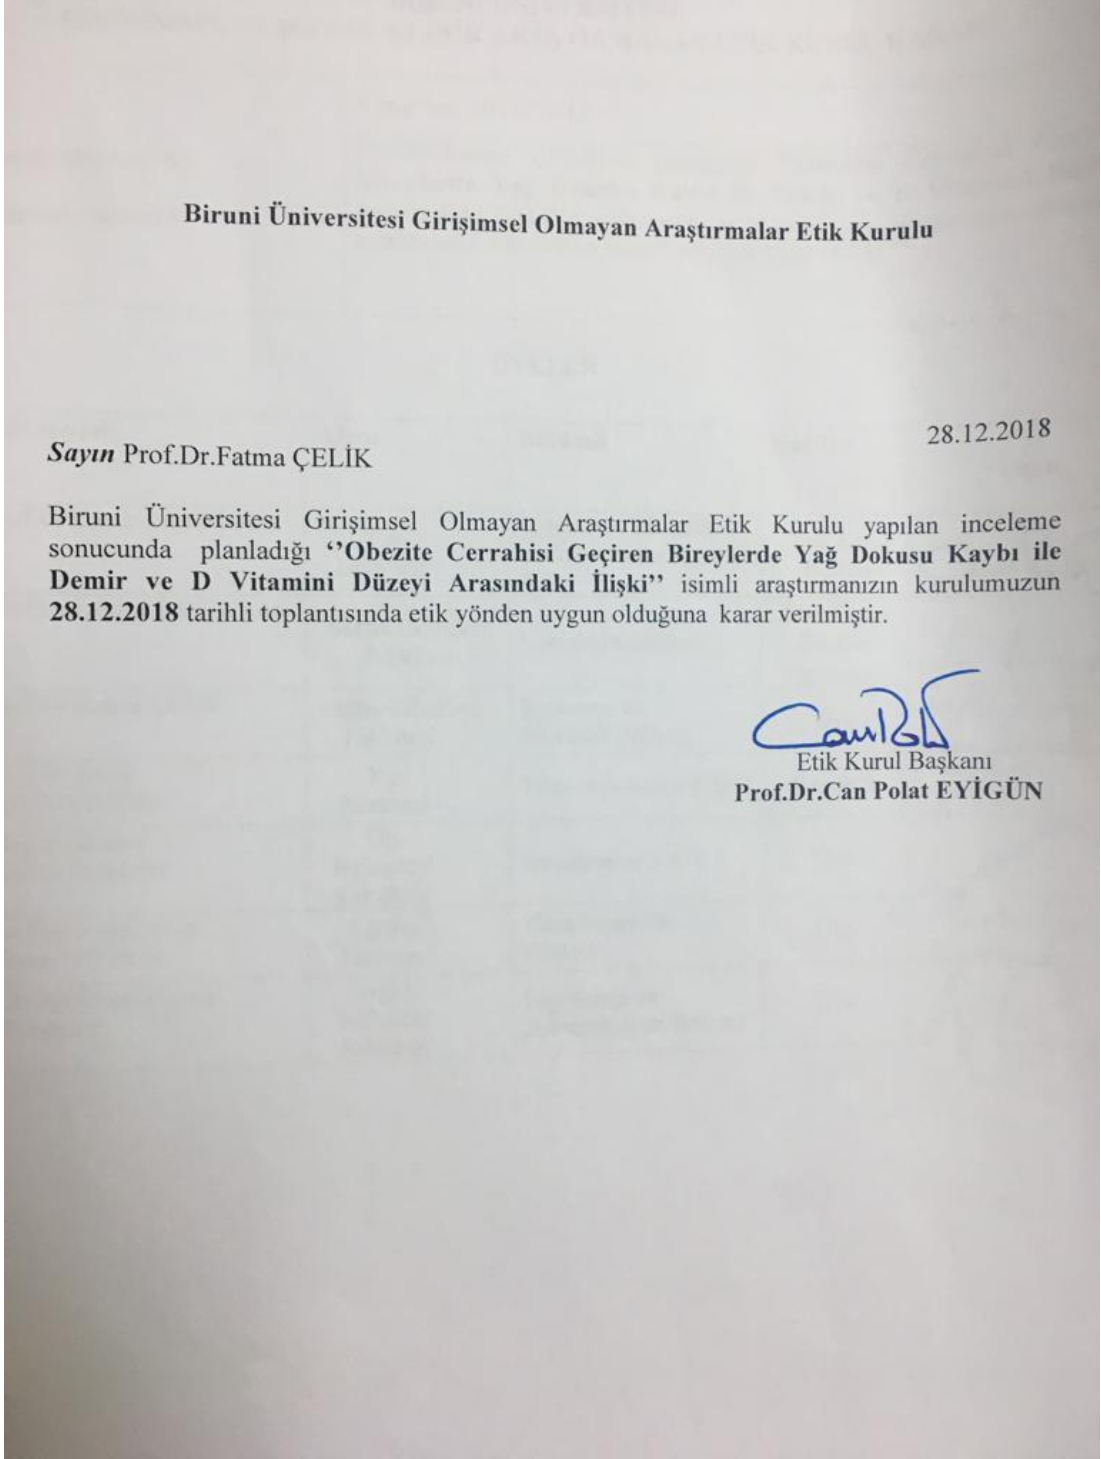 Biruni Üniversitesi Girişimsel Olmayan Araştırmalar Etik Kurulu
28.12.2018
Sayın Prof.Dr.Fatma ÇELİK
Biruni Üniversitesi Girişimsel Olmayan Araştırmalar Etik Kurulu yapılan inceleme
sonucunda planladığı ‘’Obezite Cerrahisi Geçiren Bireylerde Yağ Dokusu Kaybı ile
Demir ve D Vitamini Düzeyi Arasındaki İlişki’’ isimli araştırmanızın kurulumuzun
28.12.2018 tarihli toplantısında etik yönden uygun olduğuna karar verilmiştir.
Etik Kurul Başkanı
Prof.Dr.Can Polat EYİGÜN